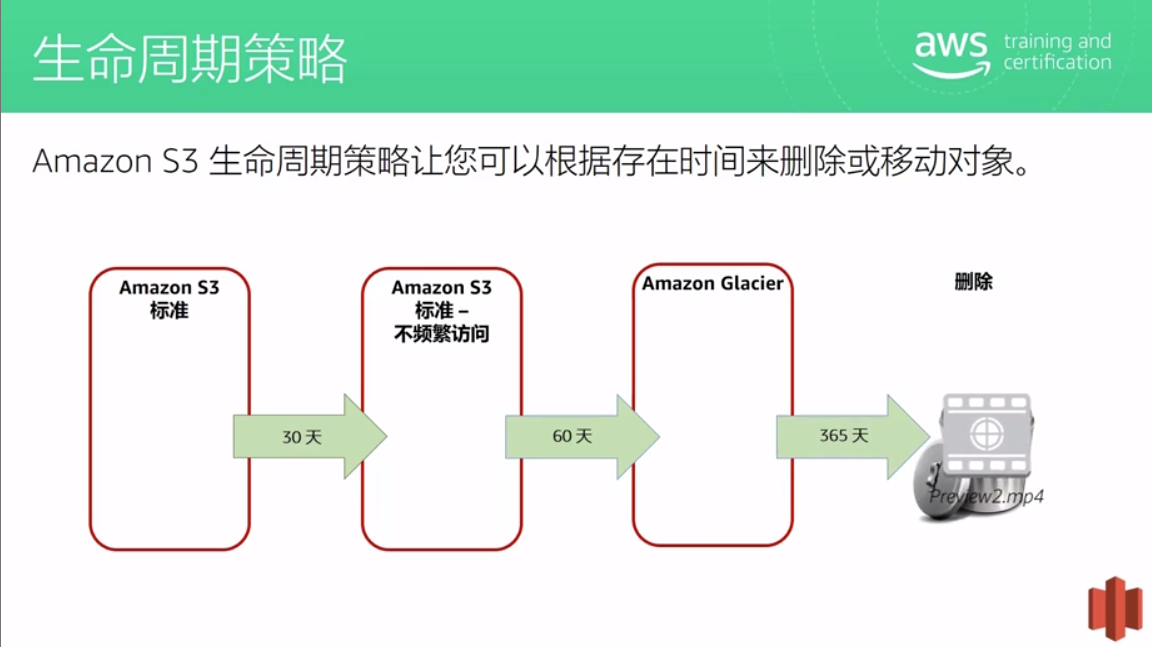 生命周期策略
aws training and
certification
Amazon S3 生命周期策略让您可以根据存在时间来删除或移动对象。
Amazon S3
标准
Amazon S3
标准 –
不频繁访问
Amazon Glacier
删除
30 天
60 天
365 天
Preview2.mp4